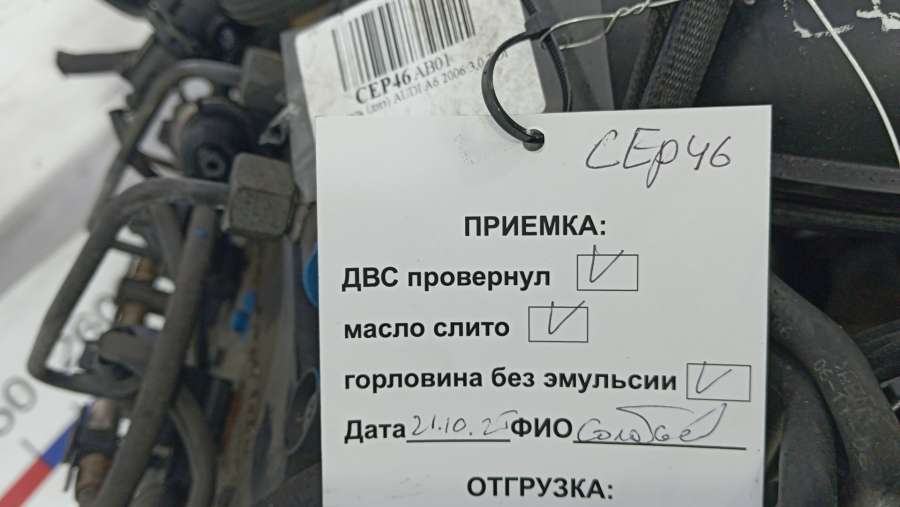 CEP46 AB01
AUDI A6 2006 3,0
СЕр46
ПРИЕМКА:
ДВС провернул
масло слито
горловина без эмульсии
Дата 21.10.25 ФИО
ОТГРУЗКА: